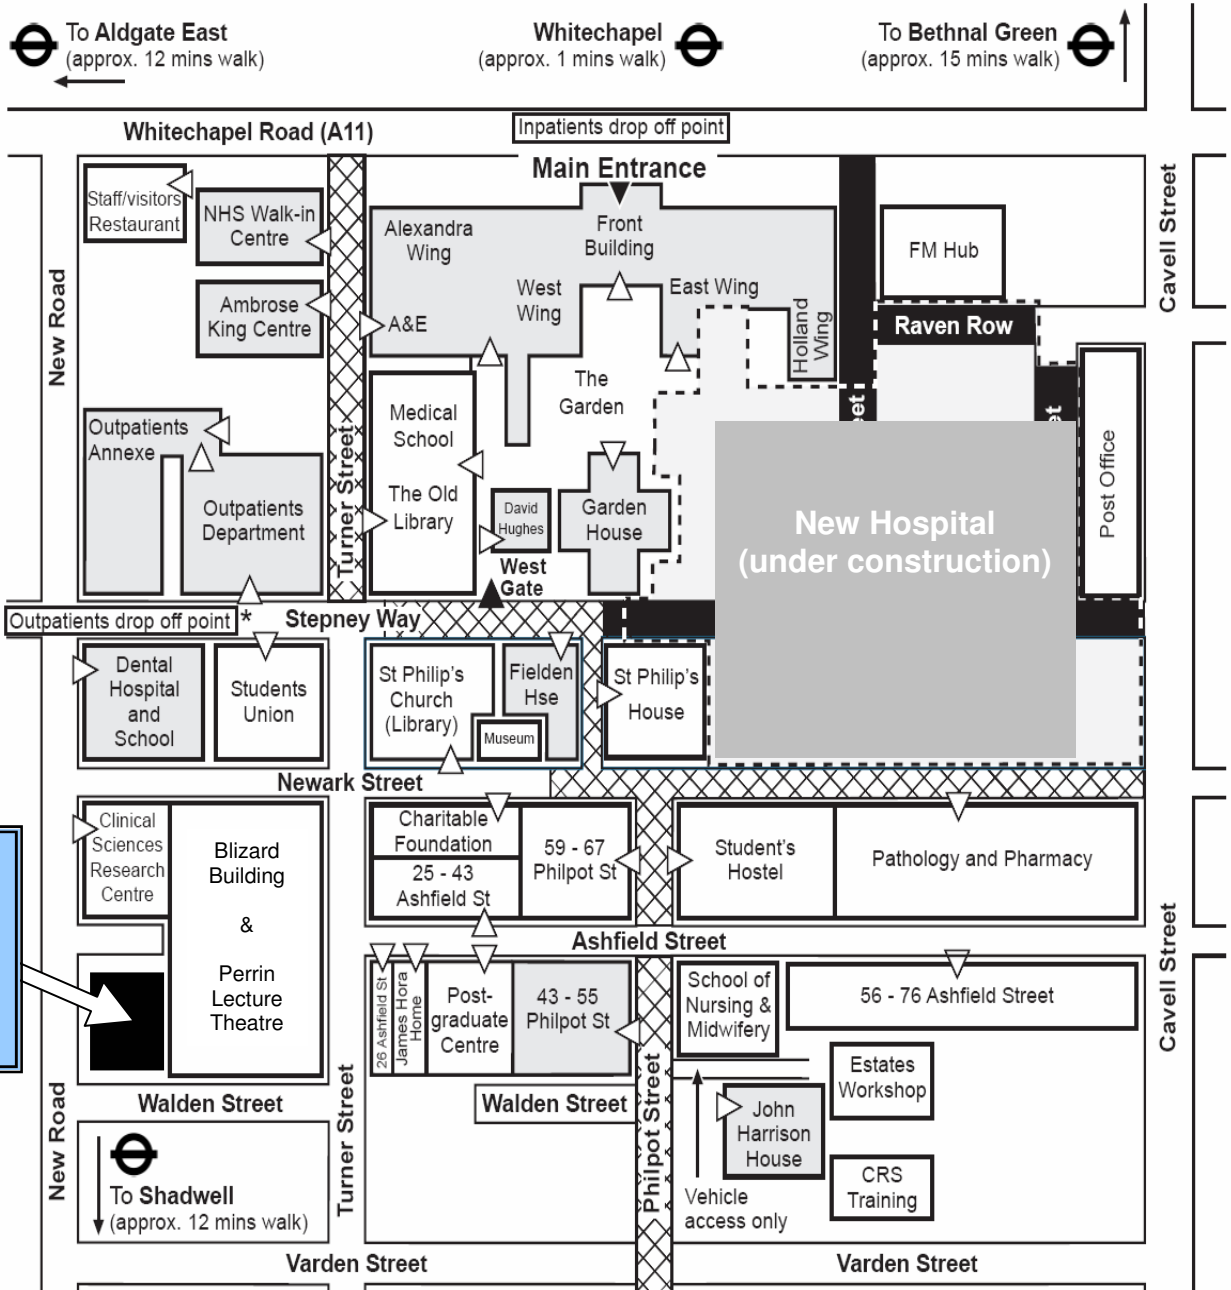 To Aldgate East
(approx. 12 mins walk)
Whitechapel
(approx. 1 mins walk)
To Bethnal Green
(approx. 15 mins walk)
Whitechapel Road (A11)
Inpatients drop off point
Main Entrance
Staff/visitors
Restaurant
NHS Walk-in
Centre
Ambrose
King Centre
Alexandra
Wing
Front
Building
West
Wing
East Wing
Holland
Wing
A&E
FM Hub
Raven Row
Cavell Street
New Road
The
Garden
Medical
School
The Old
Library
Outpatients
Annexe
Outpatients
Department
Turner Street
David
Hughes
Garden
House
West
Gate
eet
et
New Hospital
(under construction)
Post Office
Outpatients drop off point *
Stepney Way
Dental
Hospital
and
School
Students
Union
St Philip's
Church
(Library)
Fielden
Hse
Museum
St Philip's
House
Newark Street
Clinical
Sciences
Research
Centre
Blizard
Building
&
Perrin
Lecture
Theatre
Charitable
Foundation
25 - 43
Ashfield St
59 - 67
Philpot St
Student's
Hostel
Pathology and Pharmacy
Ashfield Street
26 Ashfield St
James Hora
Home
Post-
graduate
Centre
43 - 55
Philpot St
School of
Nursing &
Midwifery
56 - 76 Ashfield Street
Cavell Street
Estates
Workshop
Walden Street
Walden Street
John
Harrison
House
CRS
Training
Vehicle
access only
New Road
Turner Street
Philpot Street
To Shadwell
(approx. 12 mins walk)
Varden Street
Varden Street